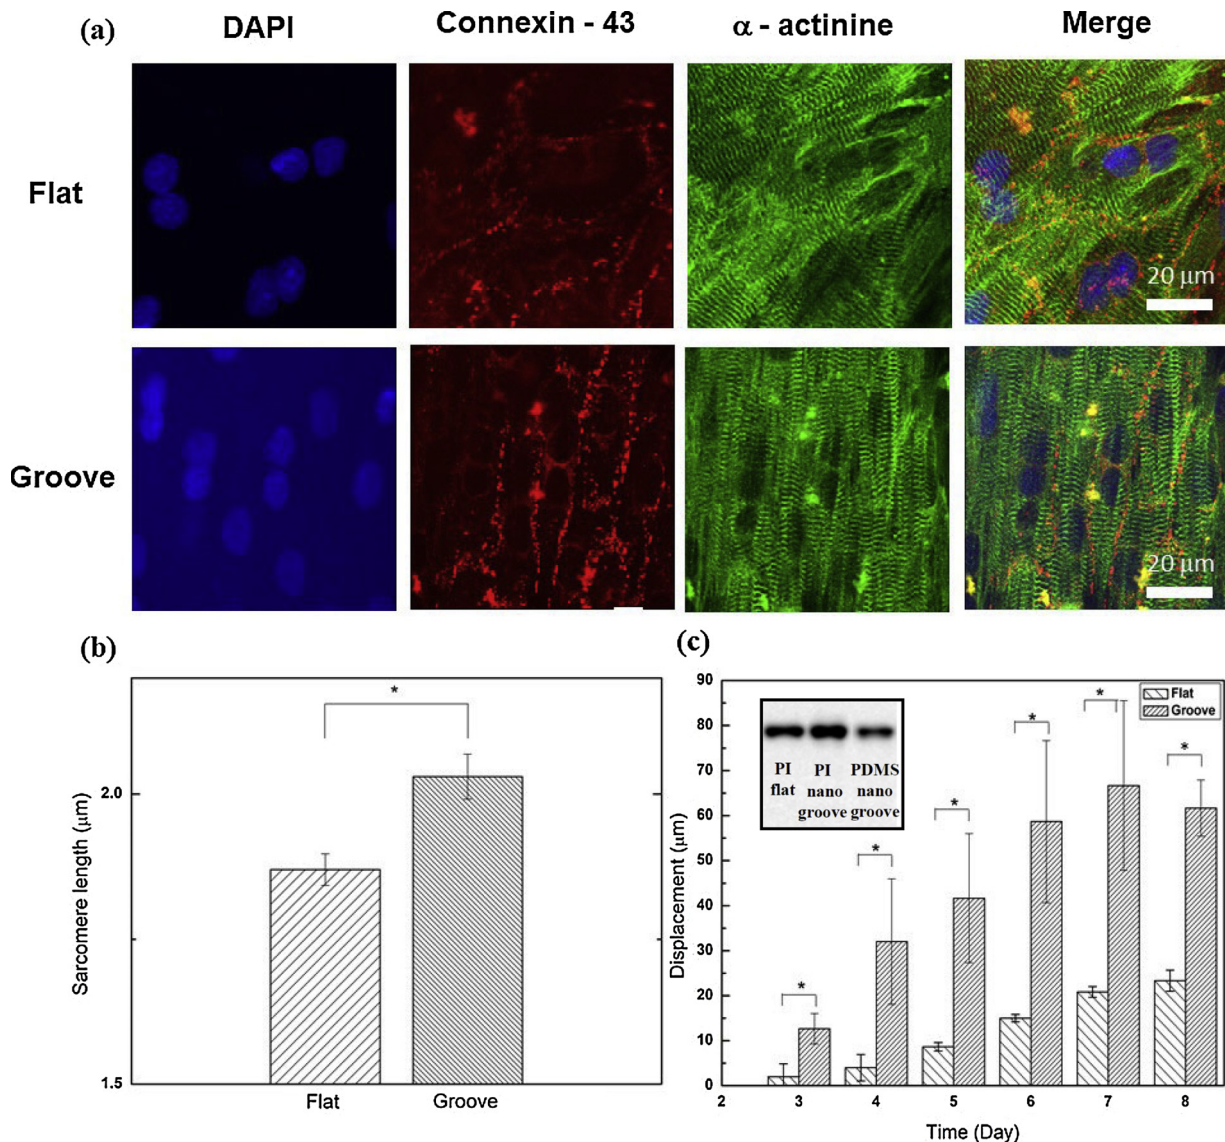 (a)
DAPI
Connexin - 43
α - actinine
Merge
Flat
20 μm
Groove
20 μm
(b)
*
2.0
1.5
Sarcomere length (μm)
Flat
Groove
(c)
90
80
70
60
50
40
30
20
10
0
Displacement (μm)
Flat
Groove
PI
flat
PI
nano
groove
PDMS
nano
groove
*
*
*
*
*
*
2 3 4 5 6 7 8
Time (Day)